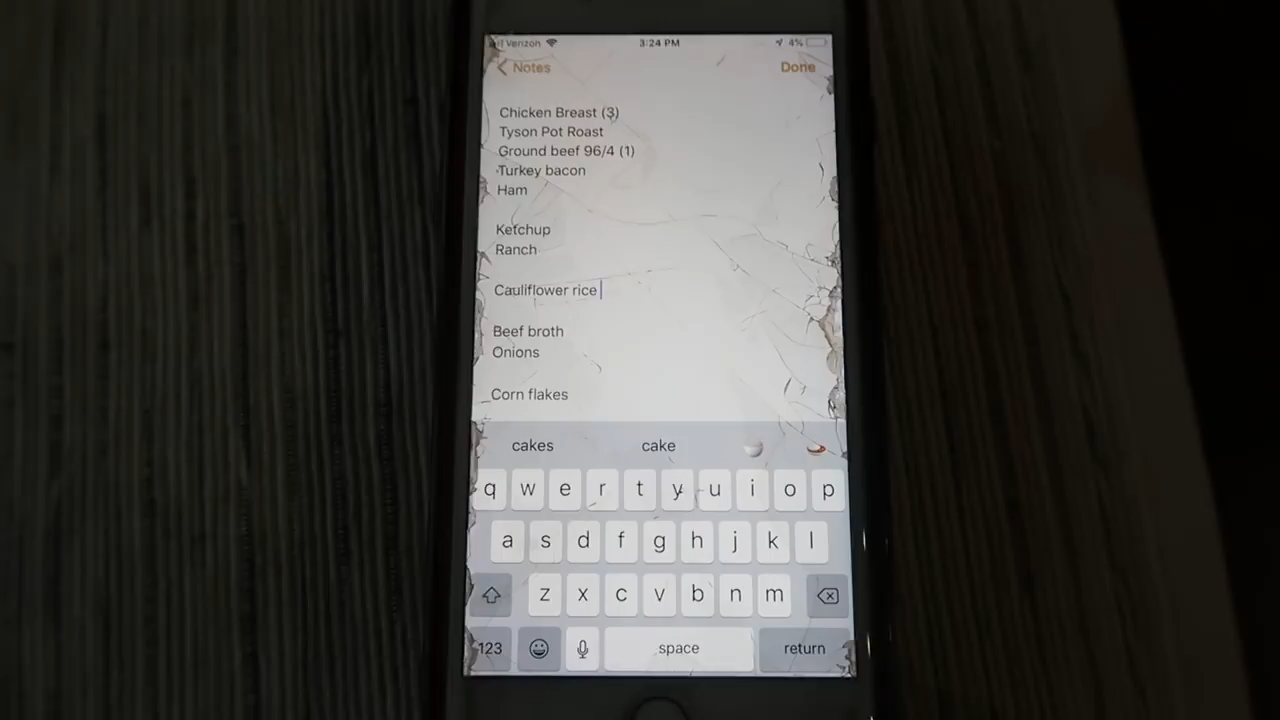 Verizon 3:24 PM 4%
Notes Done
Chicken Breast (3)
Tyson Pot Roast
Ground beef 96/4 (1)
Turkey bacon
Ham
Ketchup
Ranch
Cauliflower rice
Beef broth
Onions
Corn flakes
cakes cake
q w e r t y u i o p
a s d f g h j k l
z x c v b n m
123 space return